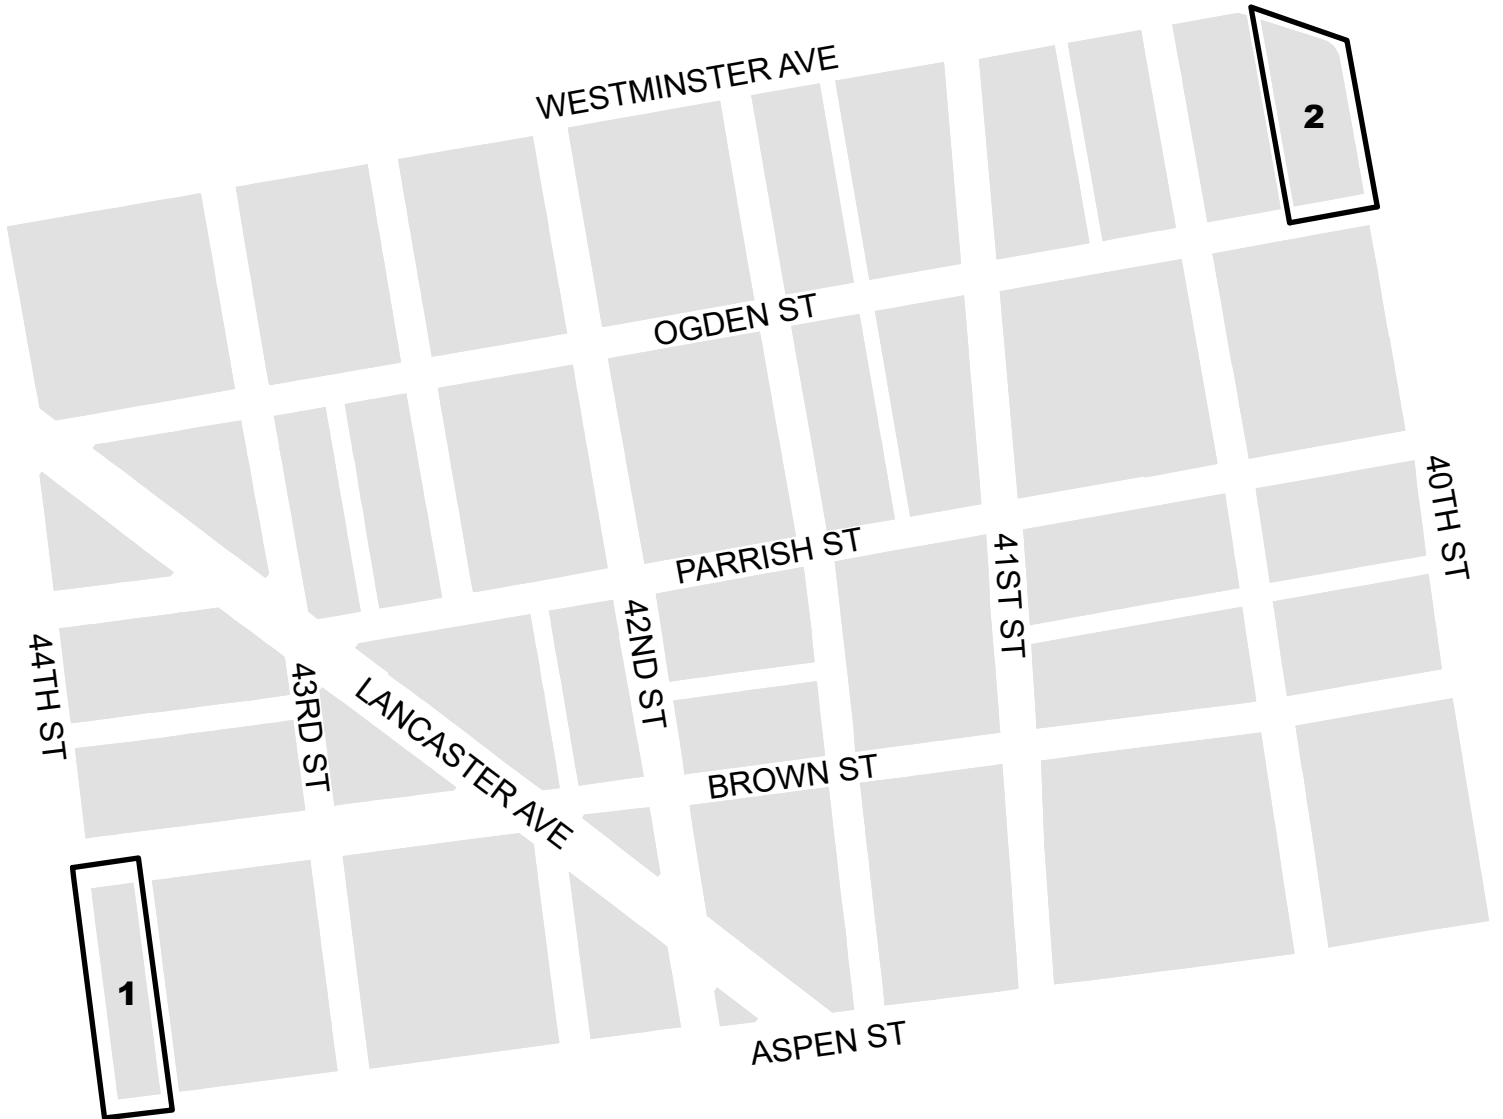 WESTMINSTER AVE
2
OGDEN ST
40TH ST
PARRISH ST
41ST ST
42ND ST
44TH ST
43RD ST
LANCASTER AVE
BROWN ST
1
ASPEN ST